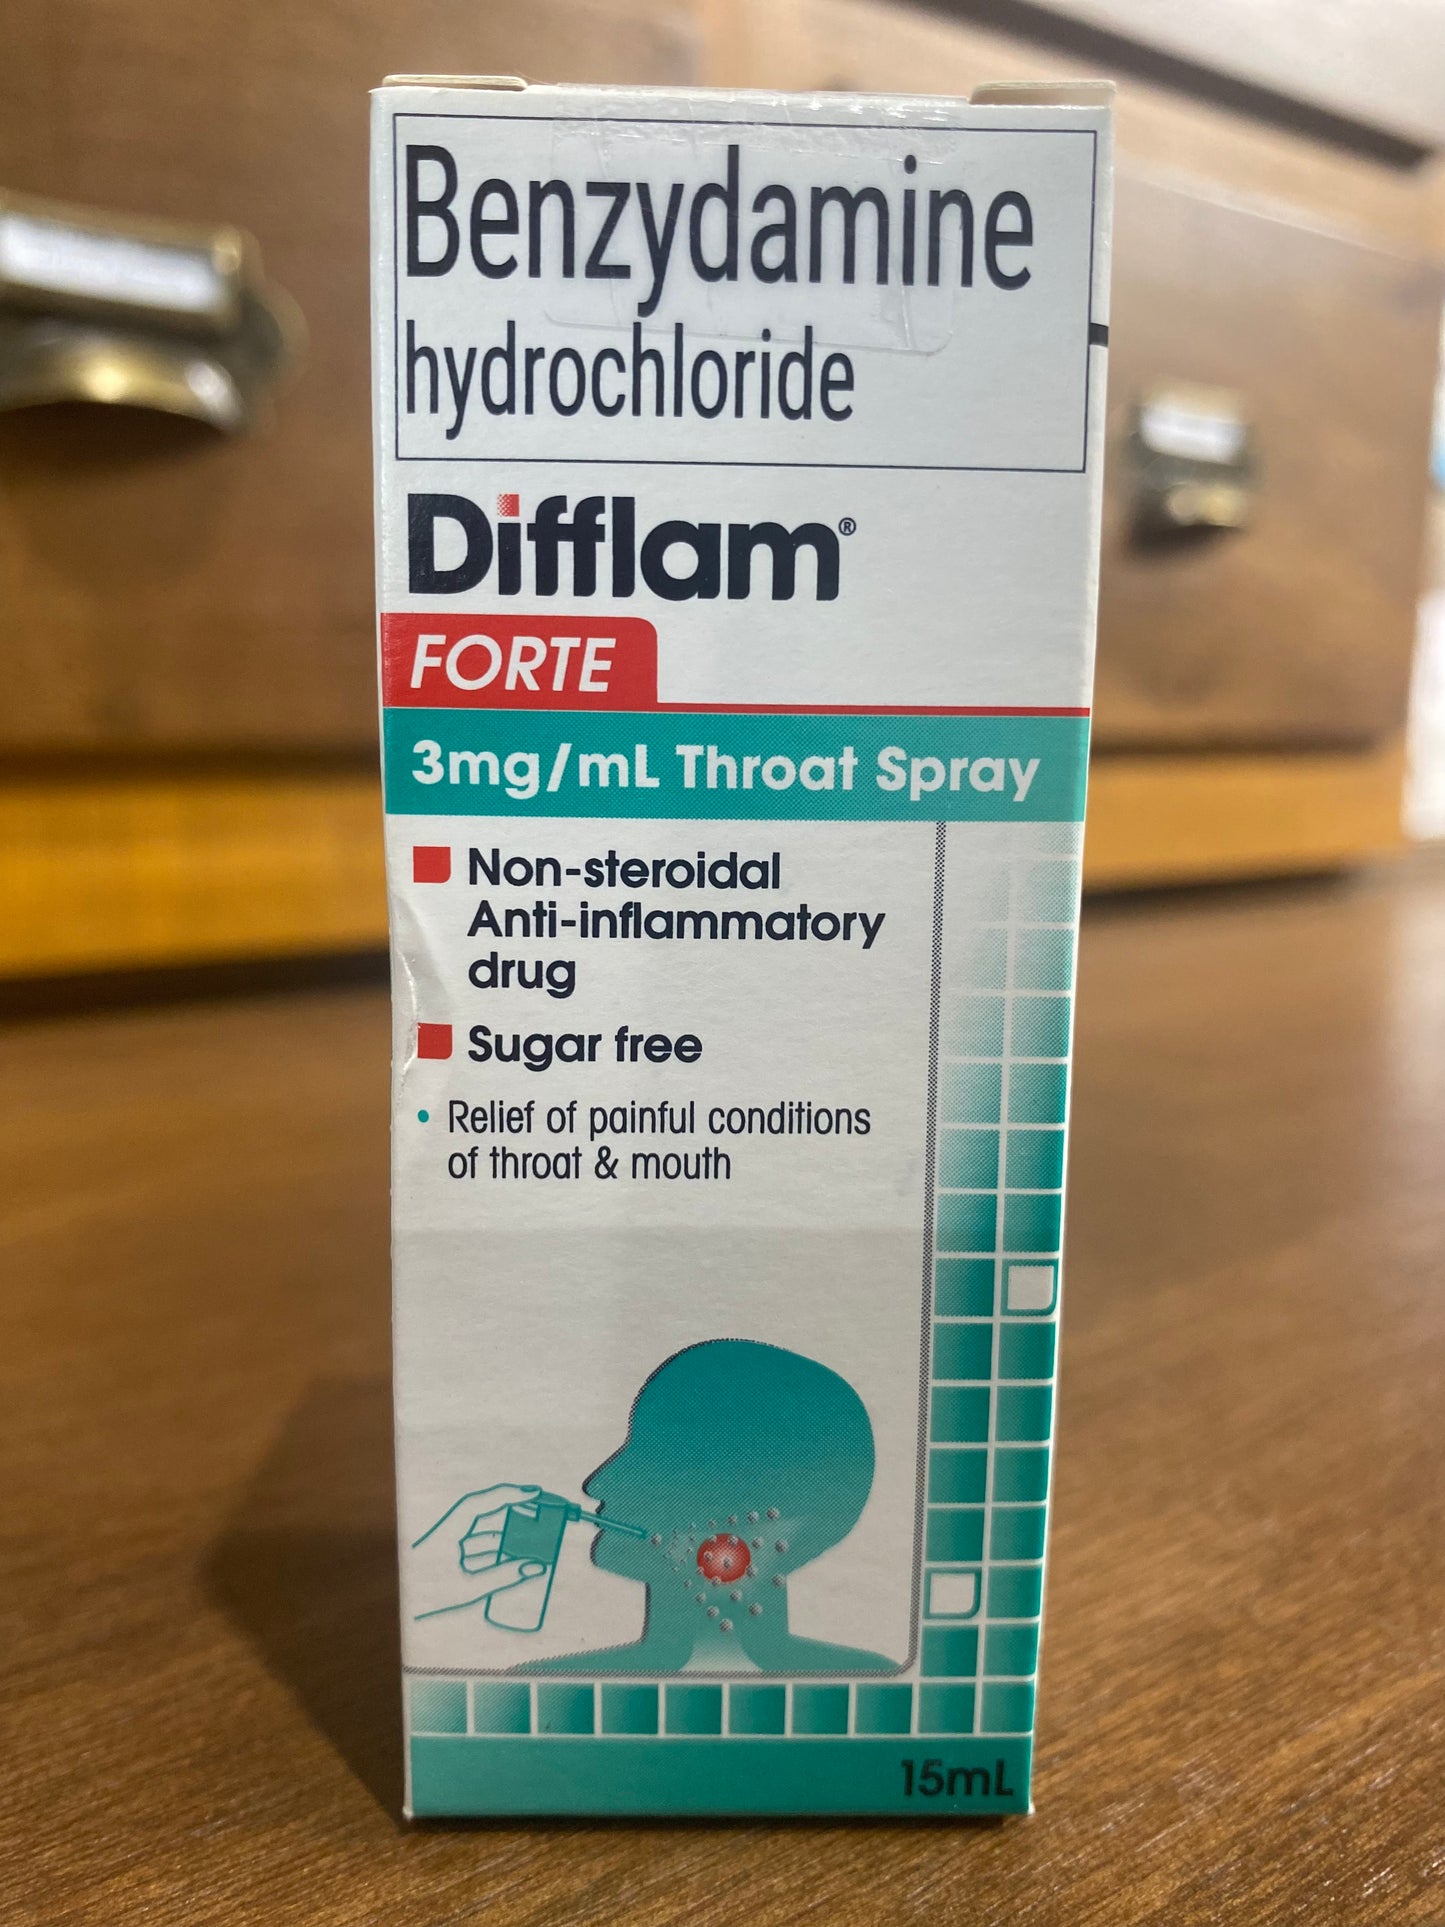 Benzydamine
hydrochloride
Difflam®
FORTE
3mg/mL Throat Spray
Non-steroidal
Anti-inflammatory
drug
Sugar free
• Relief of painful conditions
of throat & mouth
15mL